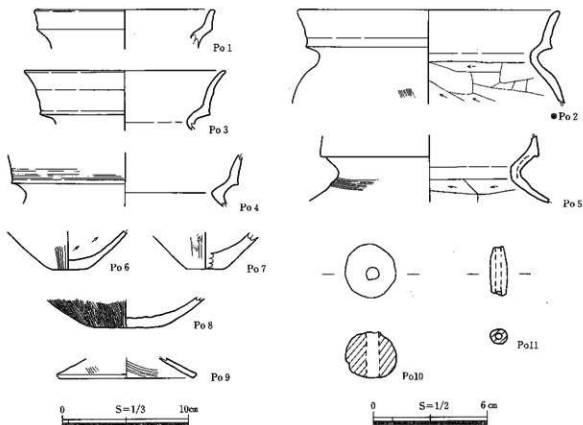 Po 1
Po 2
Po 3
Po 4
Po 5
Po 6
Po 7
Po 8
Po 9
Po10
Po11
0 S=1/3 10cm
0 S=1/2 6 cm